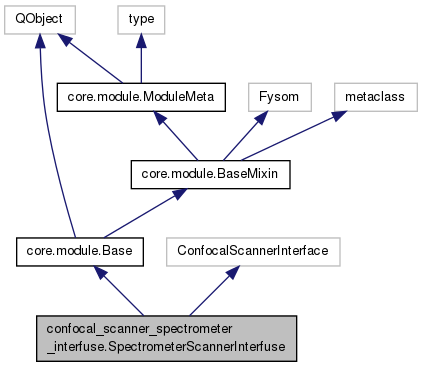 QObject
type
core.module.ModuleMeta
Fysom
metaclass
core.module.BaseMixin
core.module.Base
ConfocalScannerInterface
confocal_scanner_spectrometer
_interfuse.SpectrometerScannerInterfuse